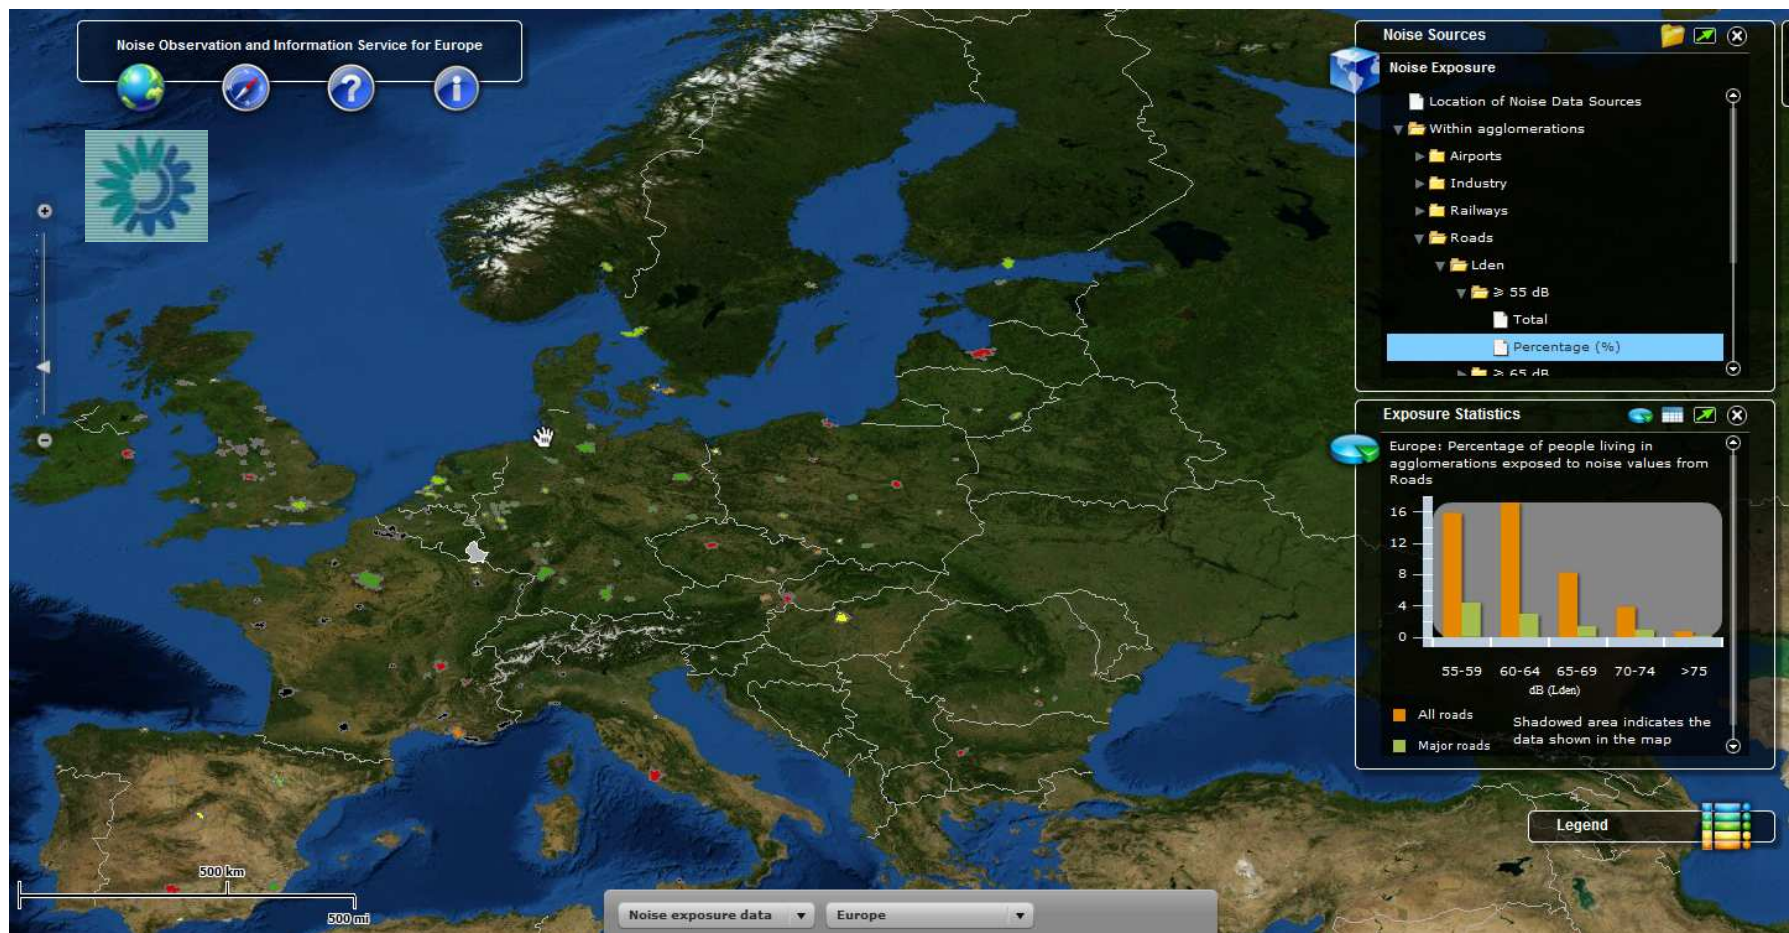 Noise Observation and Information Service for Europe
?
i
Noise Sources
Noise Exposure
Location of Noise Data Sources
Within agglomerations
Airports
Industry
Railways
Roads
Lden
≥ 55 dB
Total
Percentage (%)
≥ 65 dB
Exposure Statistics
Europe: Percentage of people living in
agglomerations exposed to noise values from
Roads
16
12
8
4
0
55-59 60-64 65-69 70-74 >75
dB (Lden)
All roads
Major roads
Shadowed area indicates the
data shown in the map
Legend
500 km
500 mi
Noise exposure data
Europe